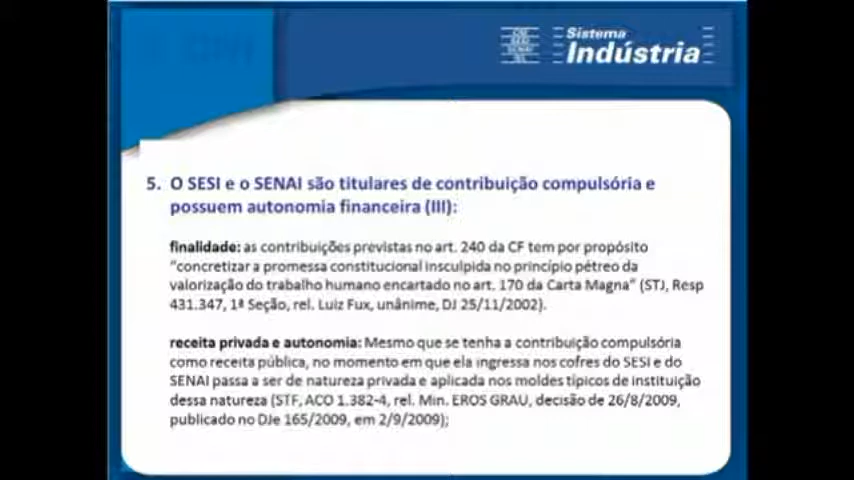 CNI
SESI
SENAI
IEL
Sistema
Indústria
5. O SESI e o SENAI são titulares de contribuição compulsória e
possuem autonomia financeira (III):
finalidade: as contribuições previstas no art. 240 da CF tem por propósito
“concretizar a promessa constitucional insculpida no princípio pétreo da
valorização do trabalho humano encartado no art. 170 da Carta Magna” (STJ, Resp
431.347, 1ª Seção, rel. Luiz Fux, unânime, DJ 25/11/2002).
receita privada e autonomia: Mesmo que se tenha a contribuição compulsória
como receita pública, no momento em que ela ingressa nos cofres do SESI e do
SENAI passa a ser de natureza privada e aplicada nos moldes típicos de instituição
dessa natureza (STF, ACO 1.382-4, rel. Min. EROS GRAU, decisão de 26/8/2009,
publicado no DJe 165/2009, em 2/9/2009);